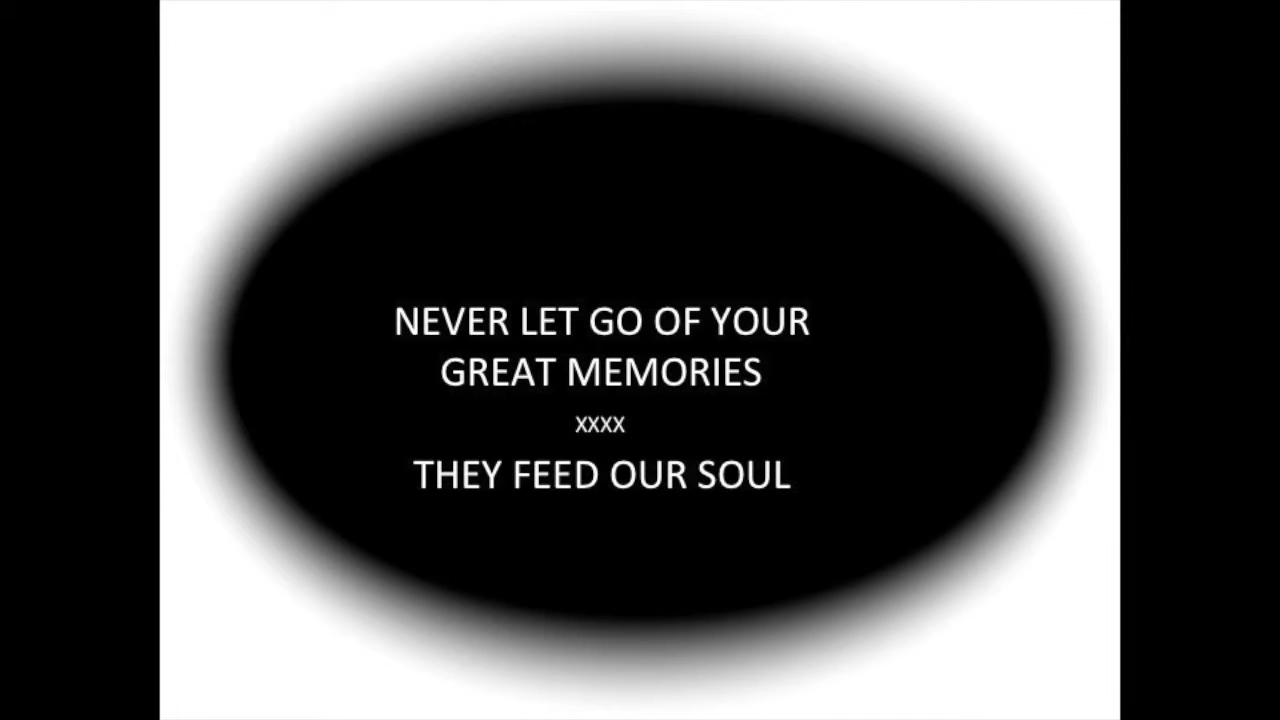 NEVER LET GO OF YOUR
GREAT MEMORIES
xxxx
THEY FEED OUR SOUL